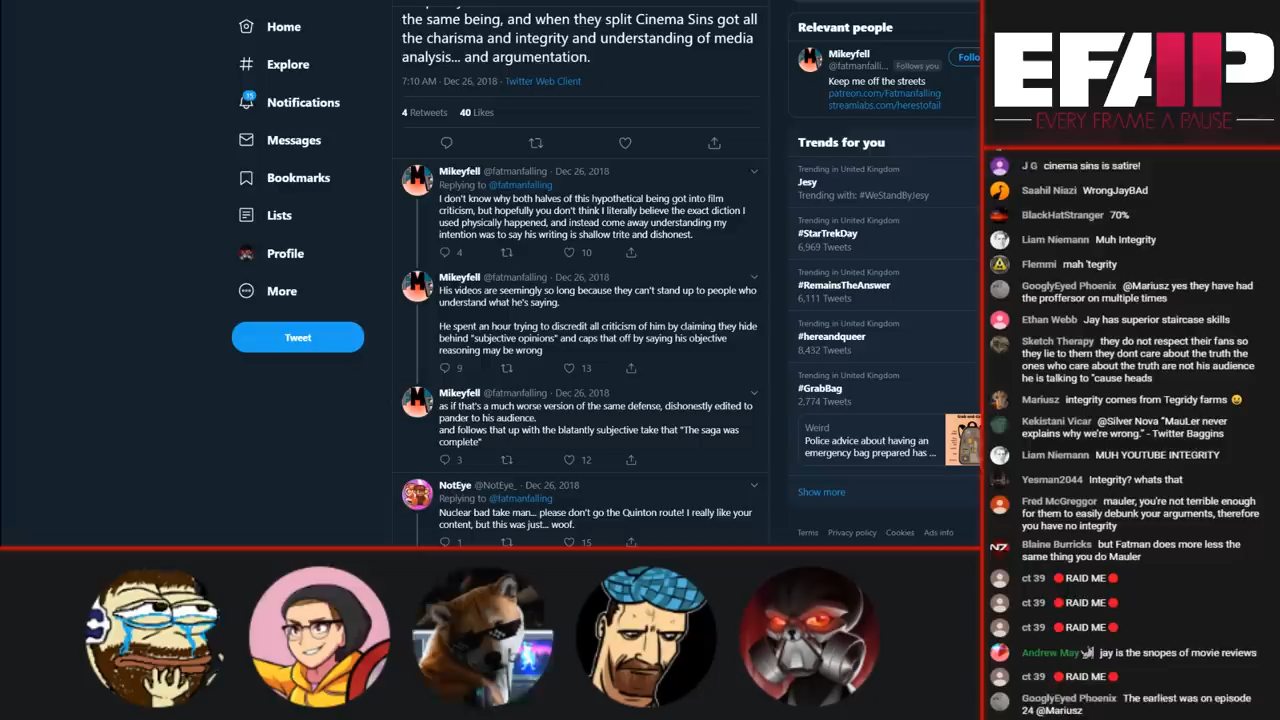 Home
Explore
15
Notifications
Messages
Bookmarks
Lists
Profile
More
Tweet
the same being, and when they split Cinema Sins got all
the charisma and integrity and understanding of media
analysis... and argumentation.
7:10 AM · Dec 26, 2018 · Twitter Web Client
4 Retweets 40 Likes
Mikeyfell @fatmanfalling · Dec 26, 2018
Replying to @fatmanfalling
I don't know why both halves of this hypothetical being got into film
criticism, but hopefully you don't think I literally believe the exact diction I
used physically happened, and instead come away understanding my
intention was to say his writing is shallow trite and dishonest.
4 10
Mikeyfell @fatmanfalling · Dec 26, 2018
His videos are seemingly so long because they can't stand up to people who
understand what he's saying.
He spent an hour trying to discredit all criticism of him by claiming they hide
behind "subjective opinions" and caps that off by saying his objective
reasoning may be wrong
9 13
Mikeyfell @fatmanfalling · Dec 26, 2018
as if that's a much worse version of the same defense, dishonestly edited to
pander to his audience.
and follows that up with the blatantly subjective take that "The saga was
complete"
3 12
NotEye @NotEye_ · Dec 26, 2018
Replying to @fatmanfalling
Nuclear bad take man... please don't go the Quinton route! I really like your
content, but this was just... woof.
1 15
Relevant people
Mikeyfell
@fatmanfalli... Follows you
Follo
Keep me off the streets
patreon.com/Fatmanfalling
streamlabs.com/herestofail
Trends for you
Trending in United Kingdom
Jesy
Trending with: #WeStandByJesy
Trending in United Kingdom
#StarTrekDay
6,969 Tweets
Trending in United Kingdom
#RemainsTheAnswer
6,111 Tweets
Trending in United Kingdom
#hereandqueer
8,432 Tweets
Trending in United Kingdom
#GrabBag
2,774 Tweets
Weird
Police advice about having an
emergency bag prepared has ...
Show more
Terms Privacy policy Cookies Ads info
EFAP
EVERY FRAME A PAUSE
J G cinema sins is satire!
Saahil Niazi WrongJayBAd
BlackHatStranger 70%
Liam Niemann Muh Integrity
Flemmi mah 'tegrity
GooglyEyed Phoenix @Mariusz yes they have had
the proffersor on multiple times
Ethan Webb Jay has superior staircase skills
Sketch Therapy they do not respect their fans so
they lie to them they dont care about the truth the
ones who care about the truth are not his audience
he is talking to "cause heads
Mariusz integrity comes from Tegridy farms 😆
Kekistani Vicar @Silver Nova "MauLer never
explains why we're wrong." - Twitter Baggins
Liam Niemann MUH YOUTUBE INTEGRITY
Yesman2044 Integrity? whats that
Fred McGreggor mauler, you're not terrible enough
for them to easily debunk your arguments, therefore
you have no integrity
N7
Blaine Burricks but Fatman does more less the
same thing you do Mauler
ct 39 🔴RAID ME🔴
ct 39 🔴RAID ME🔴
ct 39 🔴RAID ME🔴
Andrew May jay is the snopes of movie reviews
ct 39 🔴RAID ME🔴
GooglyEyed Phoenix The earliest was on episode
24 @Mariusz